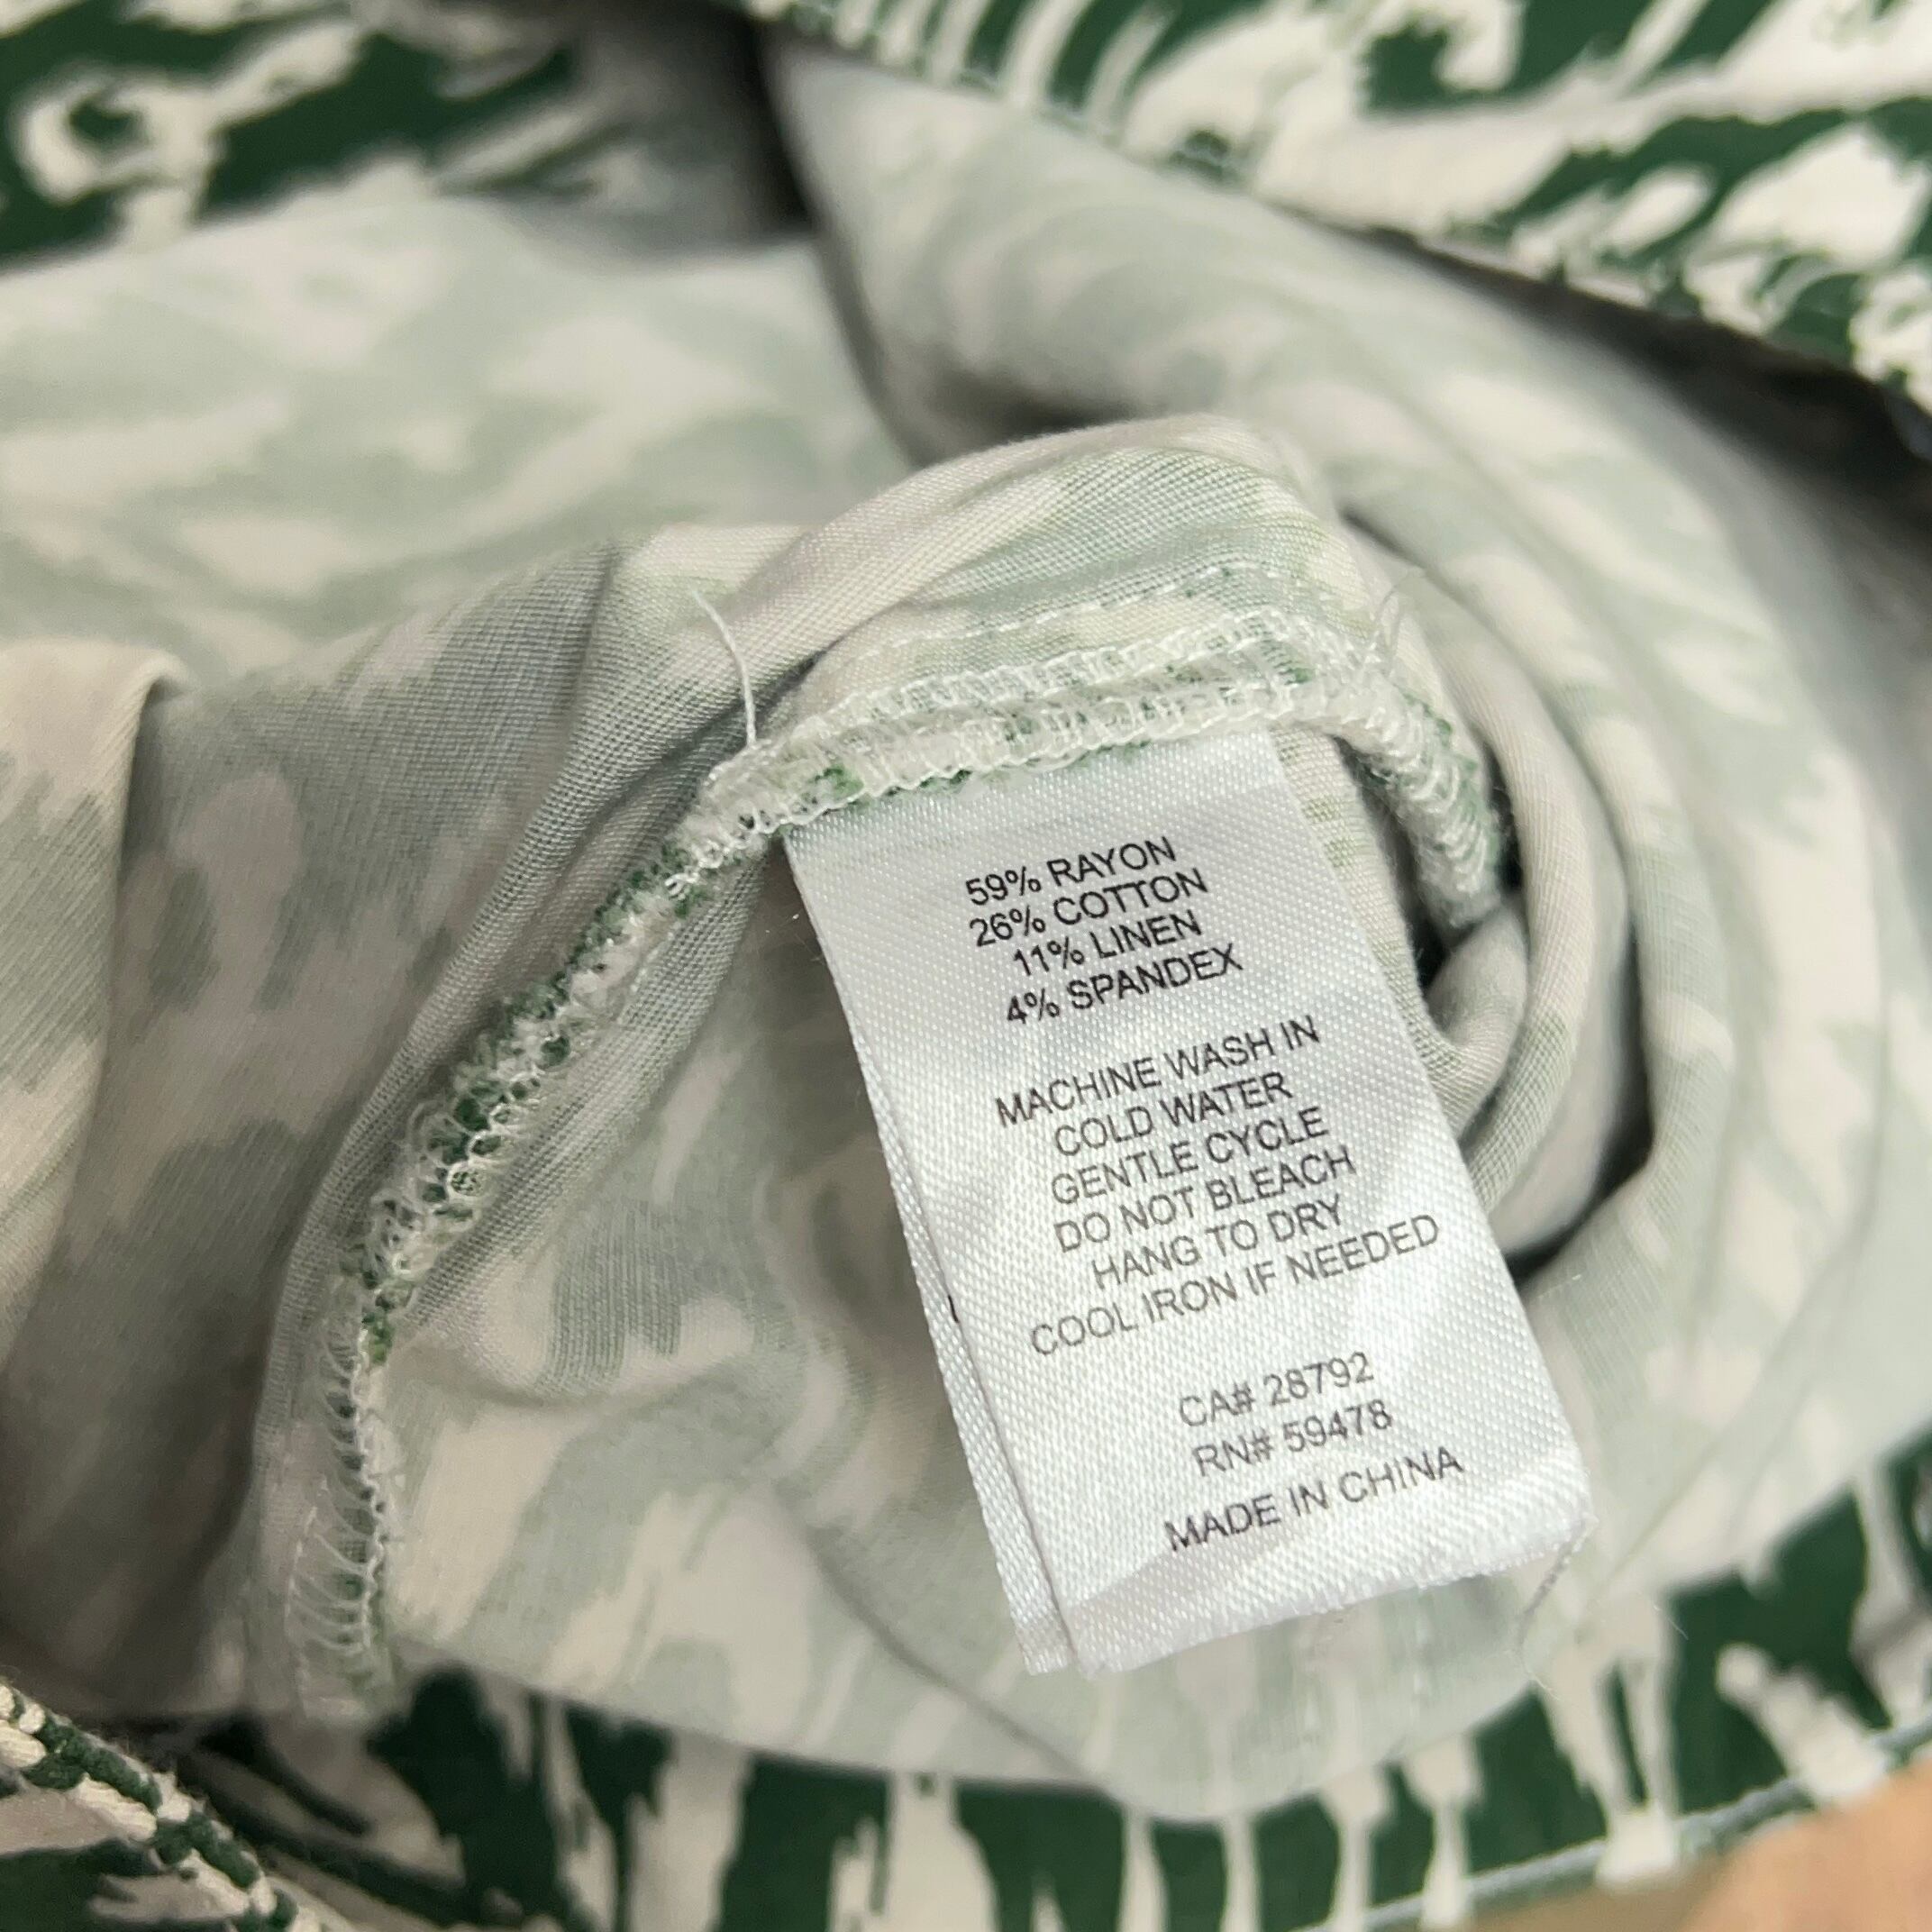 59% RAYON
26% COTTON
11% LINEN
4% SPANDEX
MACHINE WASH IN
COLD WATER
GENTLE CYCLE
DO NOT BLEACH
HANG TO DRY
COOL IRON IF NEEDED
CA# 28792
RN# 59478
MADE IN CHINA